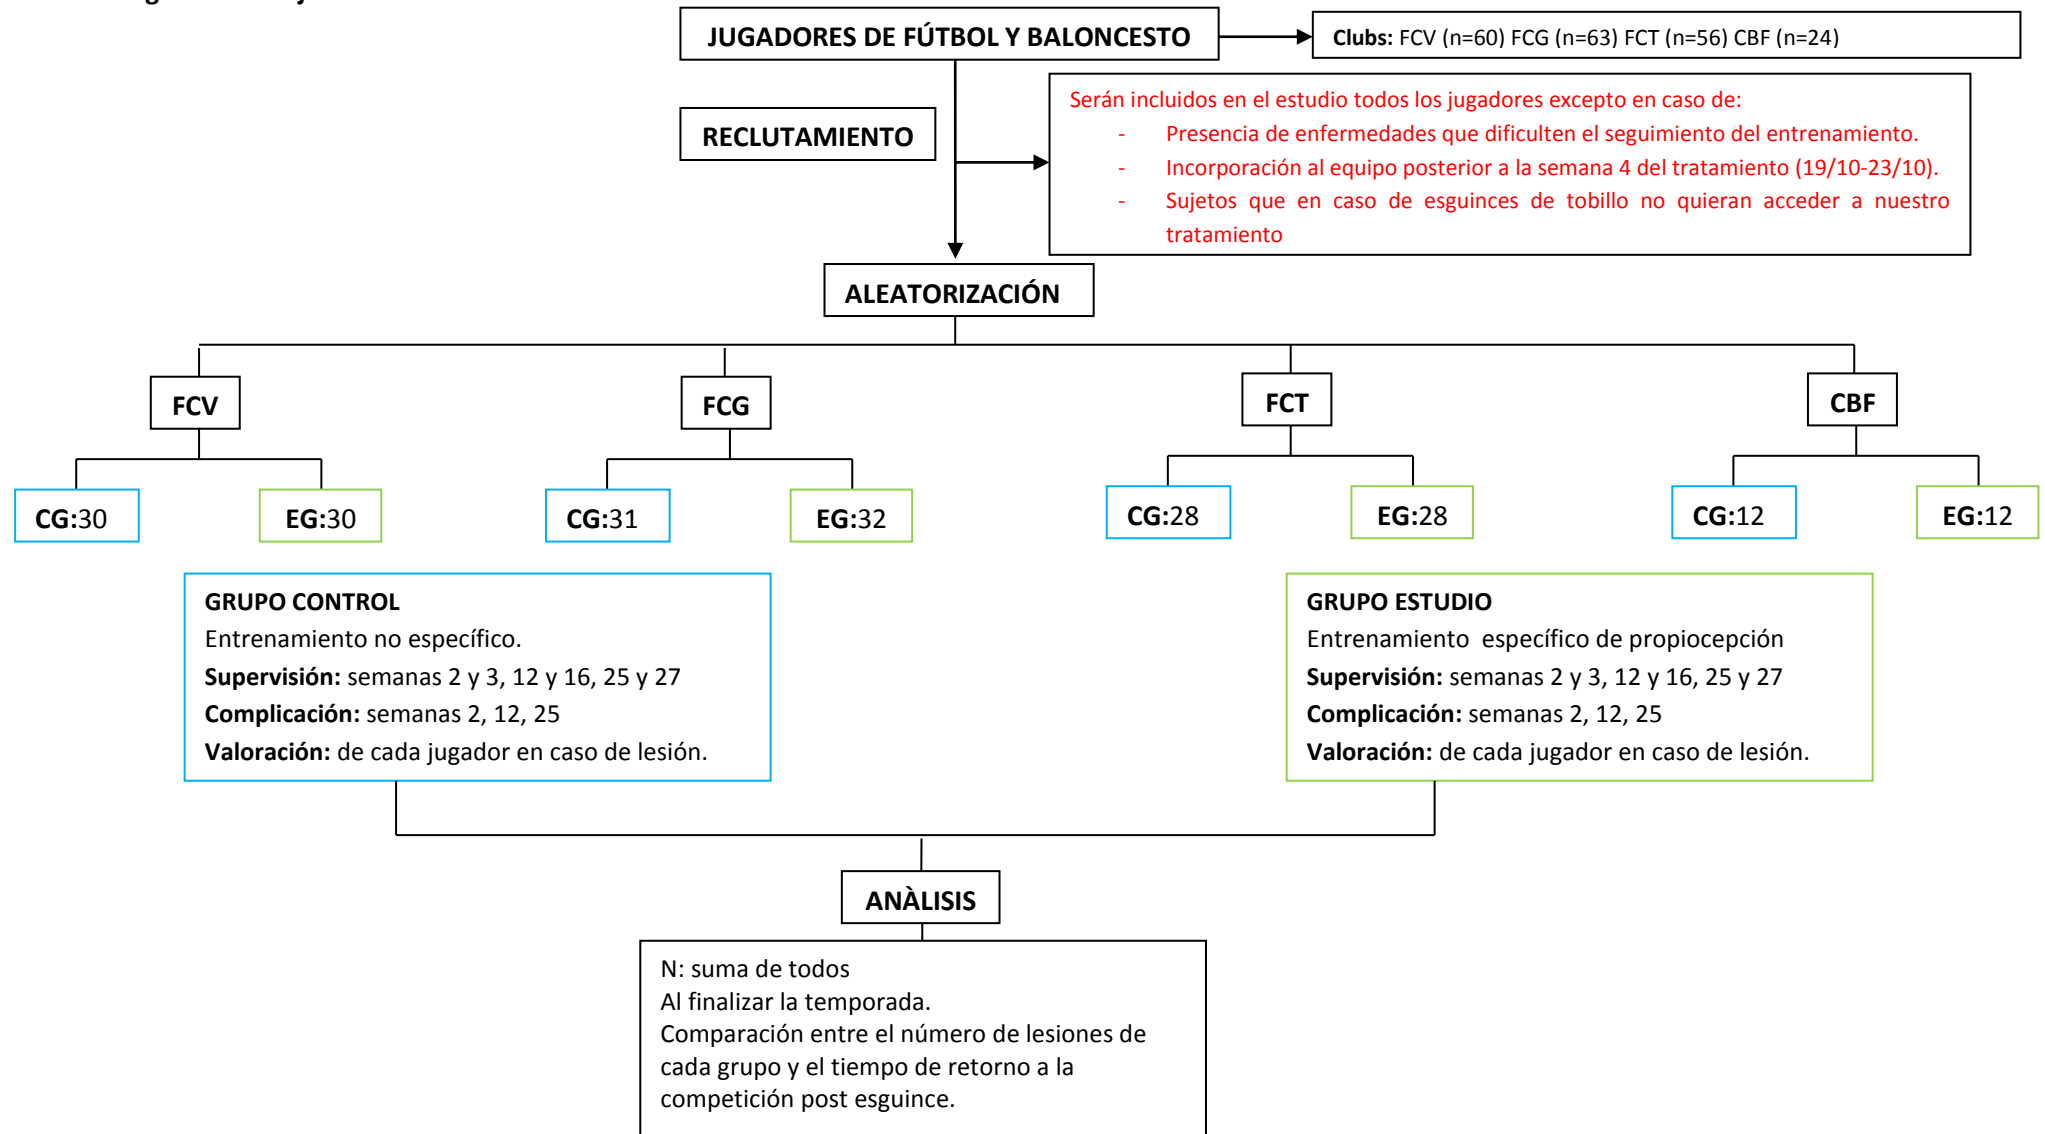 JUGADORES DE FÚTBOL Y BALONCESTO
Clubs: FCV (n=60) FCG (n=63) FCT (n=56) CBF (n=24)
RECLUTAMIENTO
Serán incluidos en el estudio todos los jugadores excepto en caso de:
- Presencia de enfermedades que dificulten el seguimiento del entrenamiento.
- Incorporación al equipo posterior a la semana 4 del tratamiento (19/10-23/10).
- Sujetos que en caso de esguinces de tobillo no quieran acceder a nuestro
tratamiento
ALEATORIZACIÓN
FCV
FCG
FCT
CBF
CG:30
EG:30
CG:31
EG:32
CG:28
EG:28
CG:12
EG:12
GRUPO CONTROL
Entrenamiento no específico.
Supervisión: semanas 2 y 3, 12 y 16, 25 y 27
Complicación: semanas 2, 12, 25
Valoración: de cada jugador en caso de lesión.
GRUPO ESTUDIO
Entrenamiento específico de propiocepción
Supervisión: semanas 2 y 3, 12 y 16, 25 y 27
Complicación: semanas 2, 12, 25
Valoración: de cada jugador en caso de lesión.
ANÀLISIS
N: suma de todos
Al finalizar la temporada.
Comparación entre el número de lesiones de
cada grupo y el tiempo de retorno a la
competición post esguince.